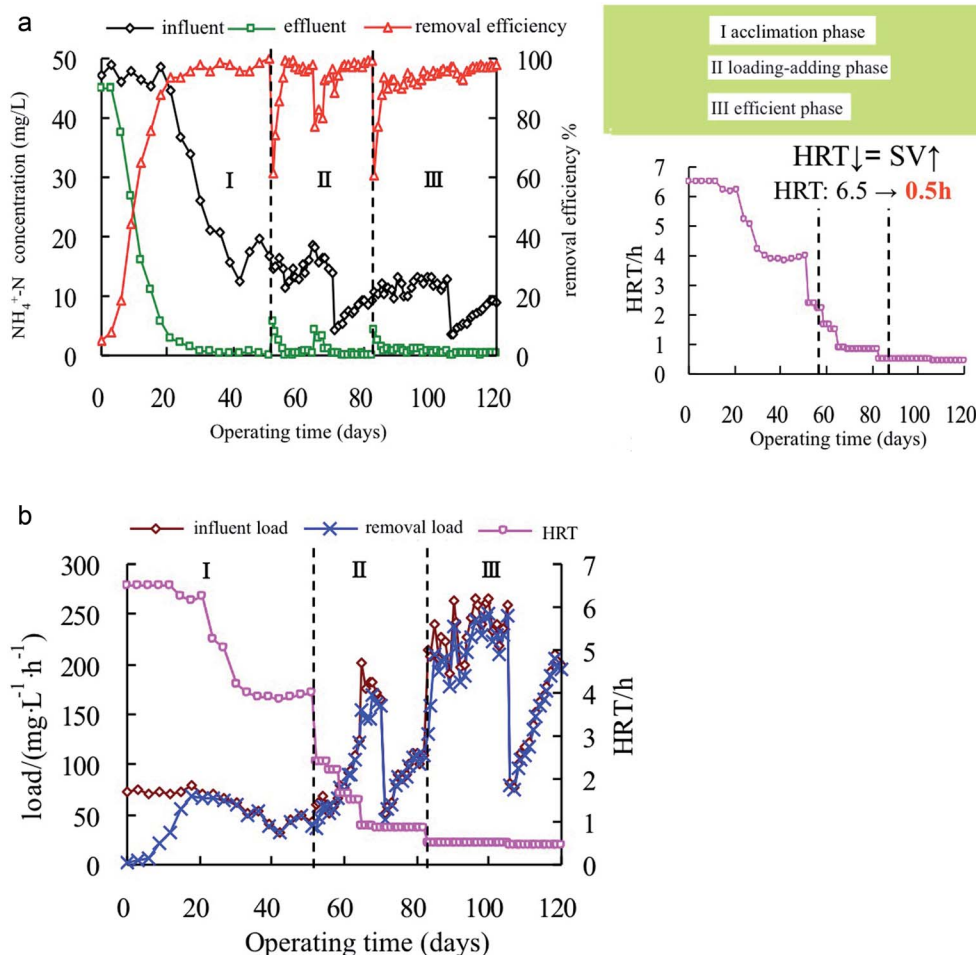 a
influent effluent removal efficiency
50
40
30
20
10
0
NH₄⁺-N concentration (mg/L)
100
80
60
40
20
0
removal efficiency %
I
II
III
0 20 40 60 80 100 120
Operating time (days)
I acclimation phase
II loading-adding phase
III efficient phase
HRT↓= SV↑
HRT: 6.5 → 0.5h
7
6
5
4
3
2
1
0
HRT/h
0 20 40 60 80 100 120
Operating time (days)
b
influent load removal load HRT
300
250
200
150
100
50
0
load/(mg·L⁻¹·h⁻¹)
I
II
III
7
6
5
4
3
2
1
0
HRT/h
0 20 40 60 80 100 120
Operating time (days)